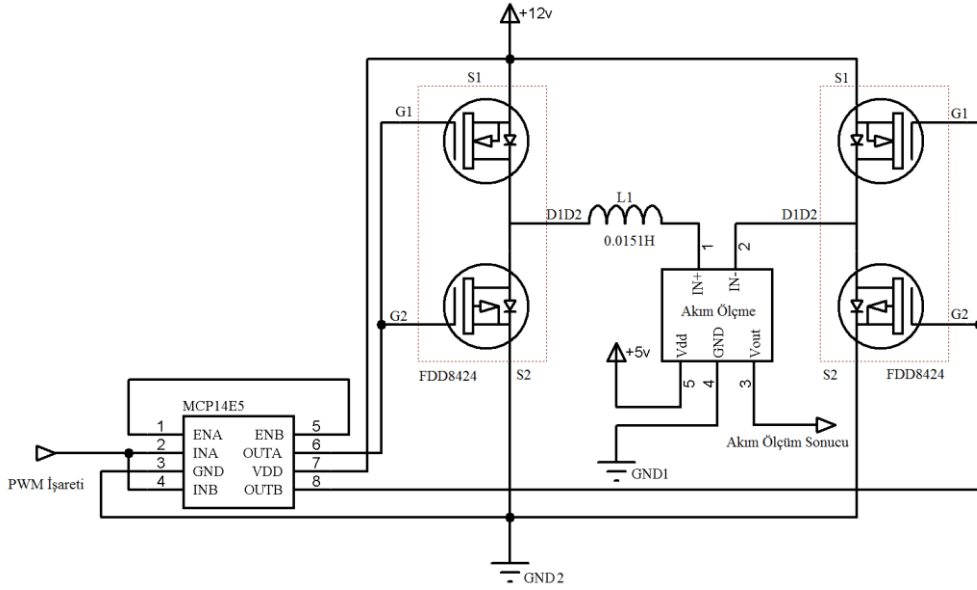 +12v
S1
S1
G1
G1
L1
D1D2
D1D2
0.0151H
1
2
IN+
IN-
Akım Ölçme
G2
G2
Vdd
GND
Vout
+5v
FDD8424
S2
S2
FDD8424
5
4
3
MCP14E5
Akım Ölçüm Sonucu
1
ENA
ENB
5
2
INA
OUTA
6
3
GND
VDD
7
4
INB
OUTB
8
PWM İşareti
GND1
GND2